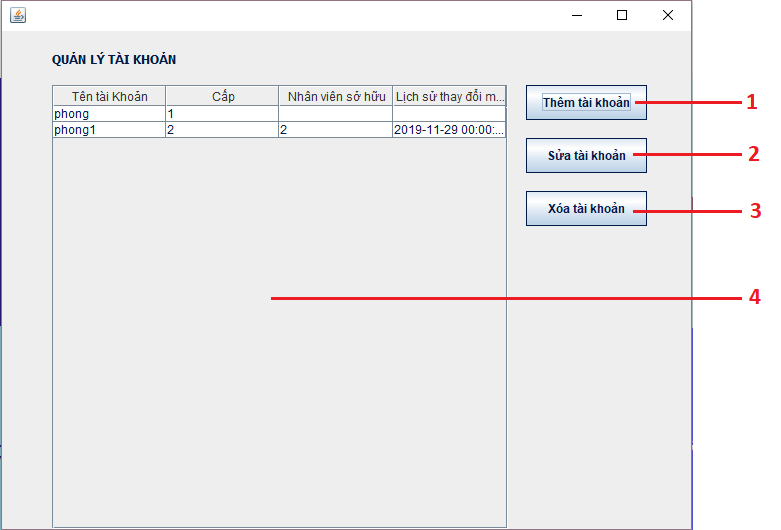 QUẢN LÝ TÀI KHOẢN
Tên tài Khoản Cấp Nhân viên sở hữu Lịch sử thay đổi m...
phong 1
phong1 2 2 2019-11-29 00:00:...
Thêm tài khoản 1
Sửa tài khoản 2
Xóa tài khoản 3
4